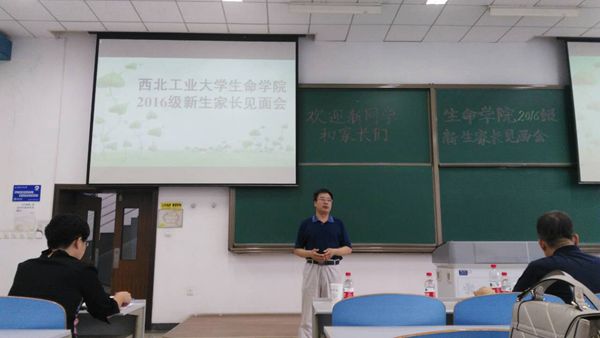 西北工业大学生命学院
2016级新生家长见面会
欢迎新同学
和家长们
生命学院2016级
新生家长见面会